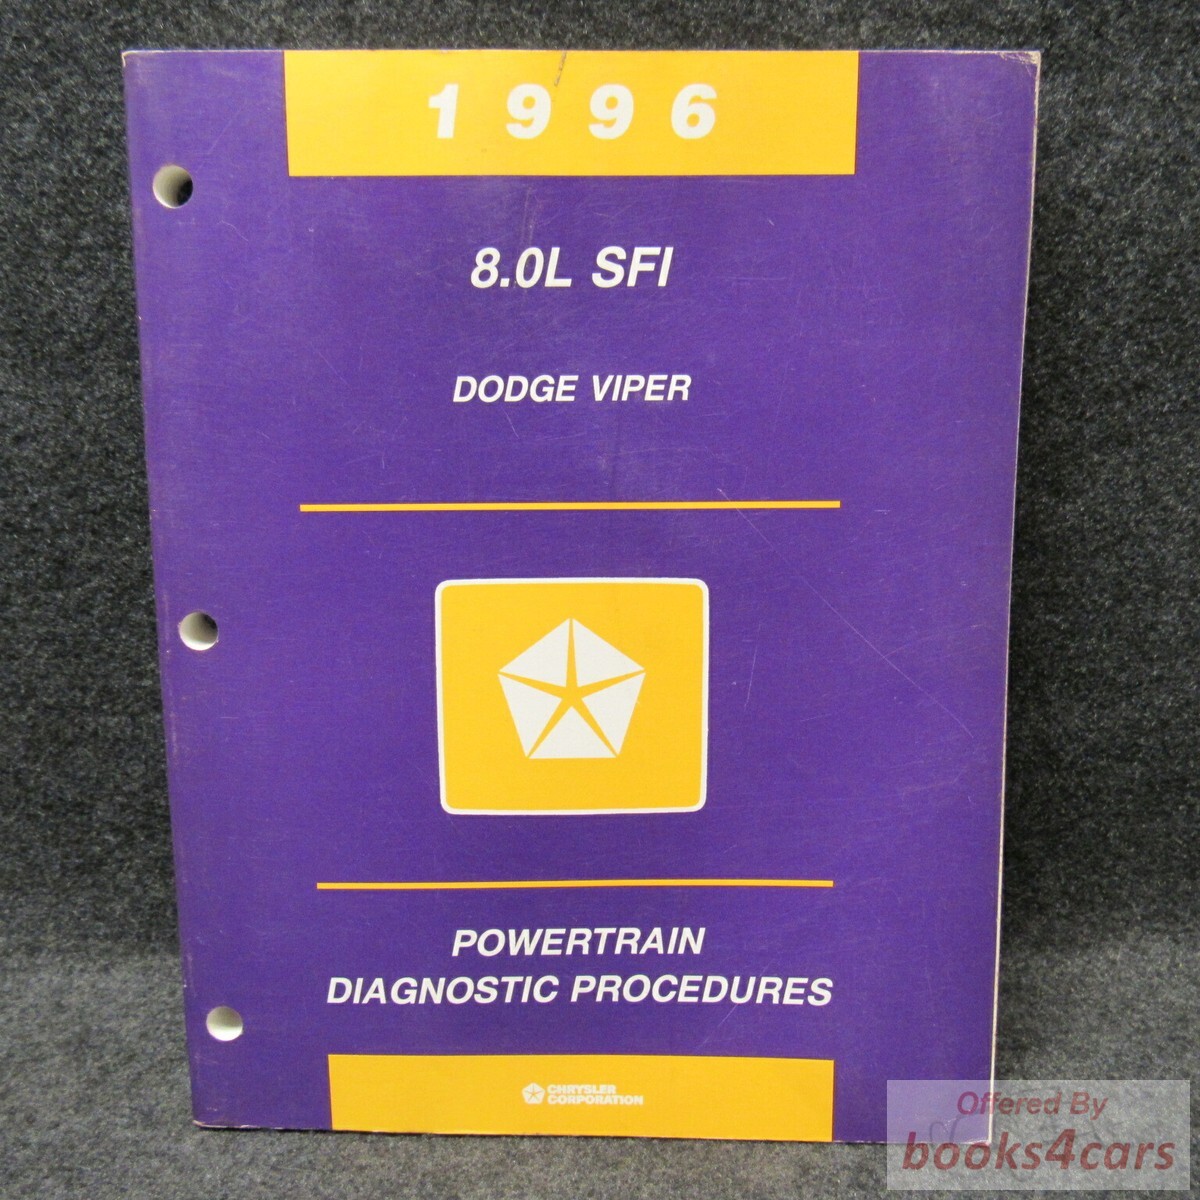 1996
8.0L SFI
DODGE VIPER
POWERTRAIN
DIAGNOSTIC PROCEDURES
CHRYSLER
CORPORATION
Offered By
books4cars